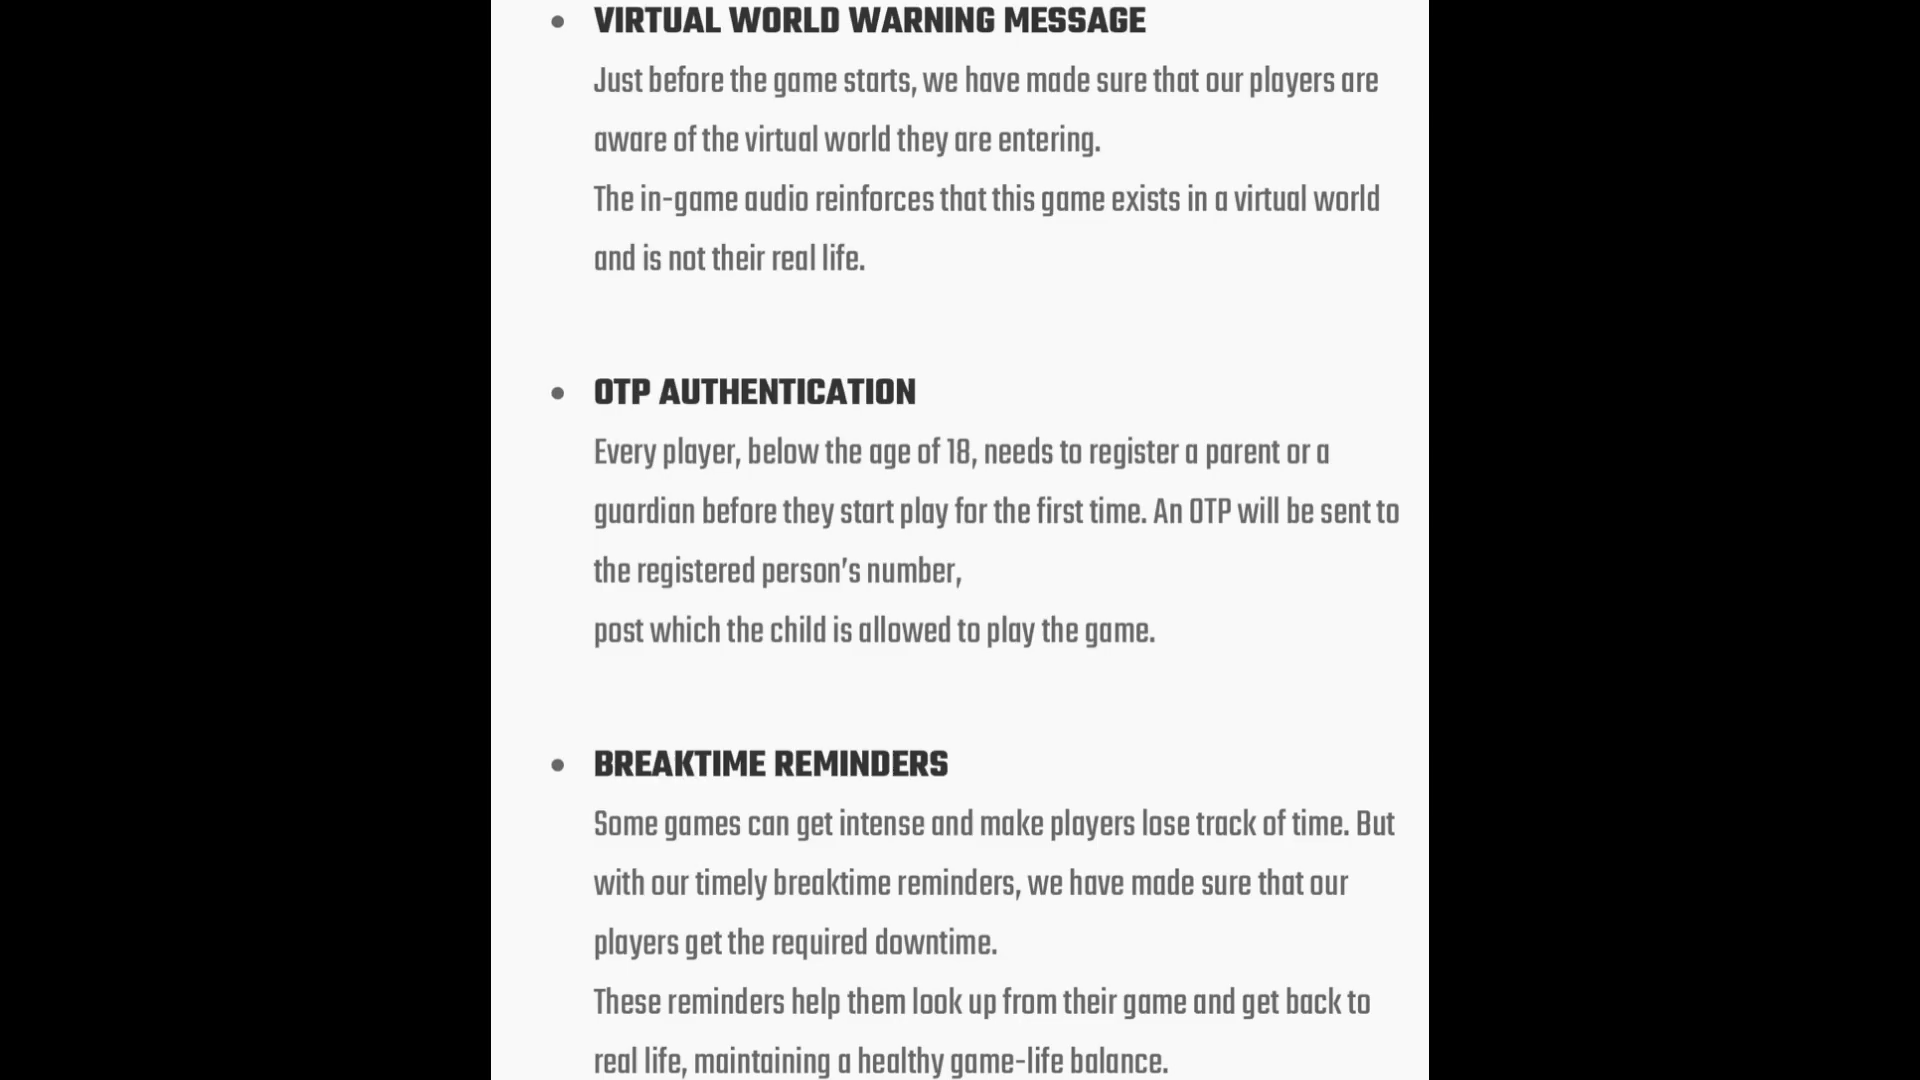 VIRTUAL WORLD WARNING MESSAGE
Just before the game starts, we have made sure that our players are
aware of the virtual world they are entering.
The in-game audio reinforces that this game exists in a virtual world
and is not their real life.
OTP AUTHENTICATION
Every player, below the age of 18, needs to register a parent or a
guardian before they start play for the first time. An OTP will be sent to
the registered person’s number,
post which the child is allowed to play the game.
BREAKTIME REMINDERS
Some games can get intense and make players lose track of time. But
with our timely breaktime reminders, we have made sure that our
players get the required downtime.
These reminders help them look up from their game and get back to
real life, maintaining a healthy game-life balance.